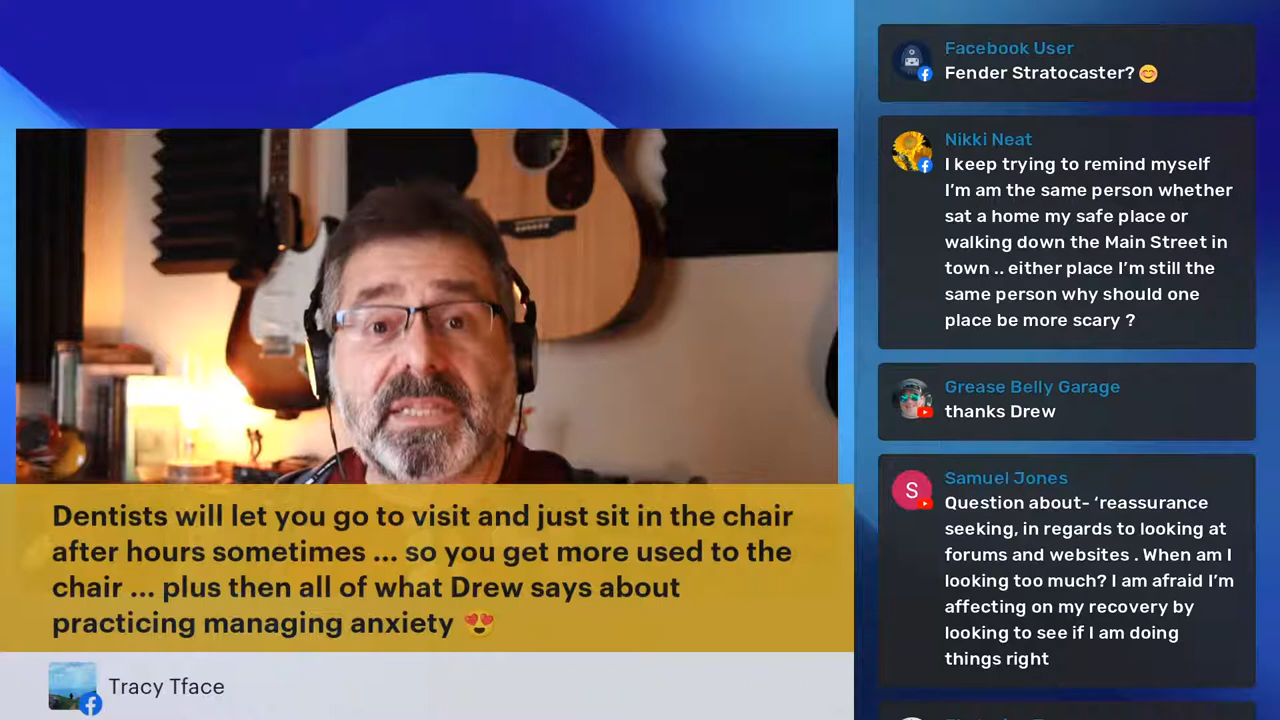 Dentists will let you go to visit and just sit in the chair
after hours sometimes ... so you get more used to the
chair ... plus then all of what Drew says about
practicing managing anxiety 😍
Tracy Tface
Facebook User
Fender Stratocaster? 😊
Nikki Neat
I keep trying to remind myself
I’m am the same person whether
sat a home my safe place or
walking down the Main Street in
town .. either place I’m still the
same person why should one
place be more scary ?
Grease Belly Garage
thanks Drew
S
Samuel Jones
Question about- ‘reassurance
seeking, in regards to looking at
forums and websites . When am I
looking too much? I am afraid I’m
affecting on my recovery by
looking to see if I am doing
things right